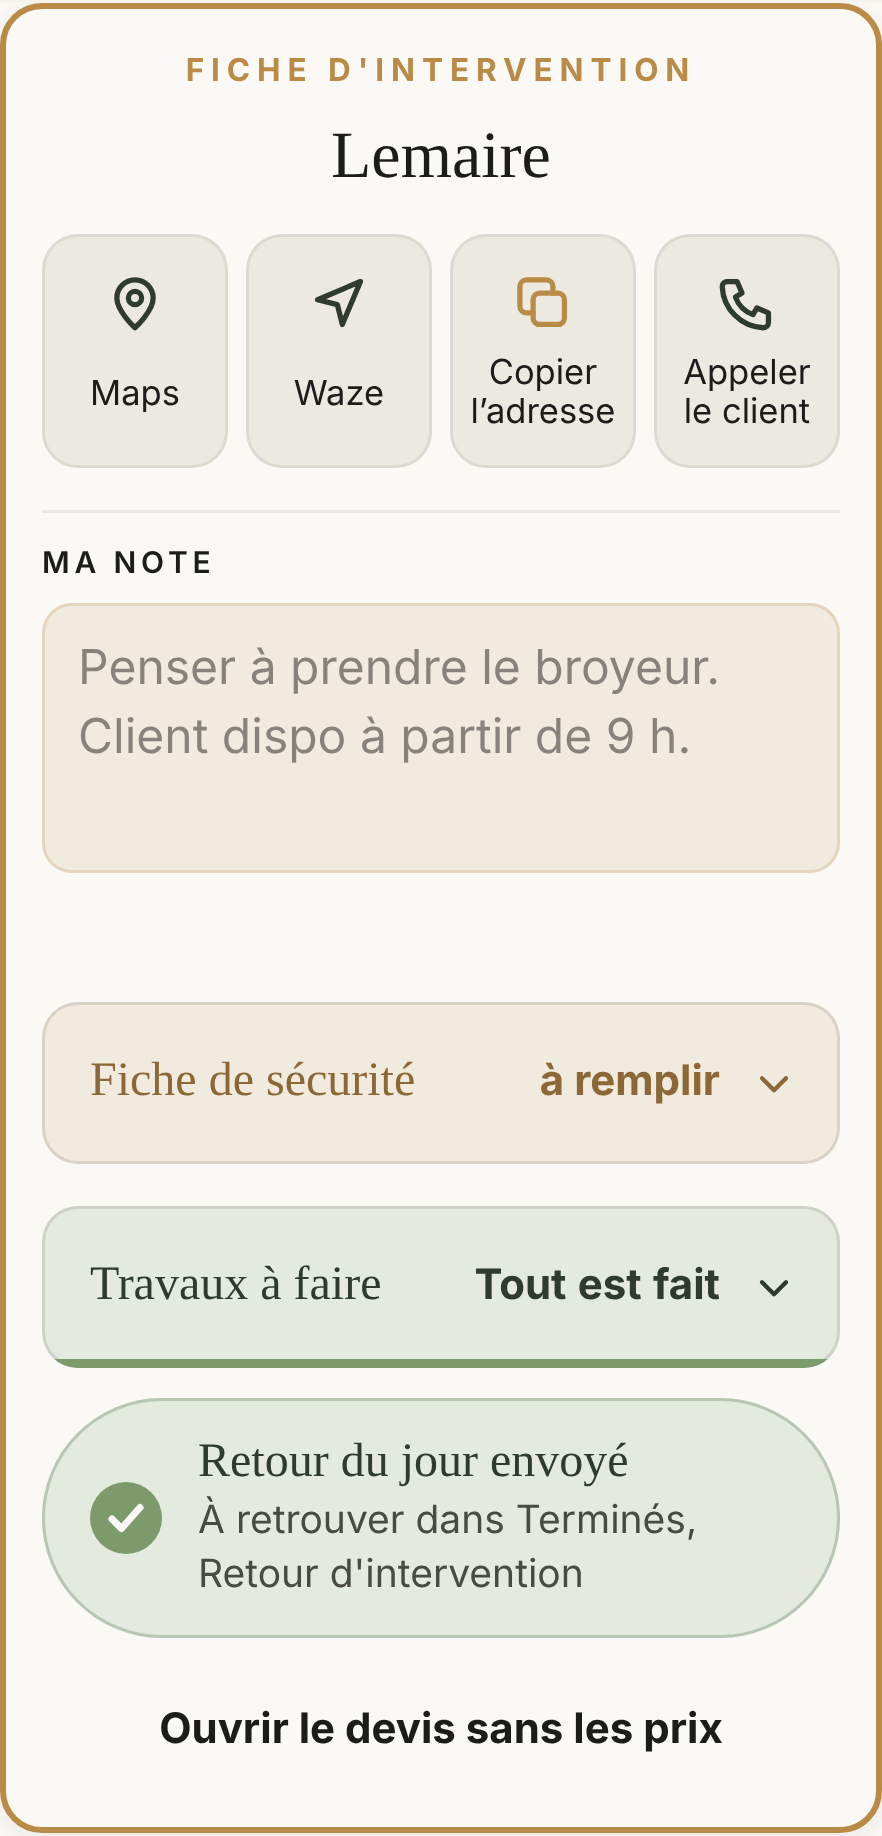 FICHE D'INTERVENTION
Lemaire
Maps
Waze
Copier
l’adresse
Appeler
le client
MA NOTE
Penser à prendre le broyeur.
Client dispo à partir de 9 h.
Fiche de sécurité à remplir
Travaux à faire Tout est fait
Retour du jour envoyé
À retrouver dans Terminés,
Retour d'intervention
Ouvrir le devis sans les prix